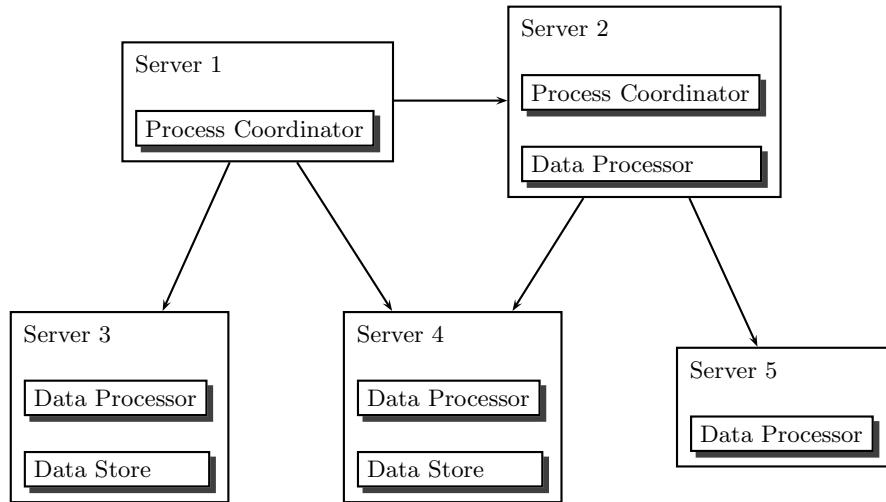 Server 1
Process Coordinator
Server 2
Process Coordinator
Data Processor
Server 3
Data Processor
Data Store
Server 4
Data Processor
Data Store
Server 5
Data Processor